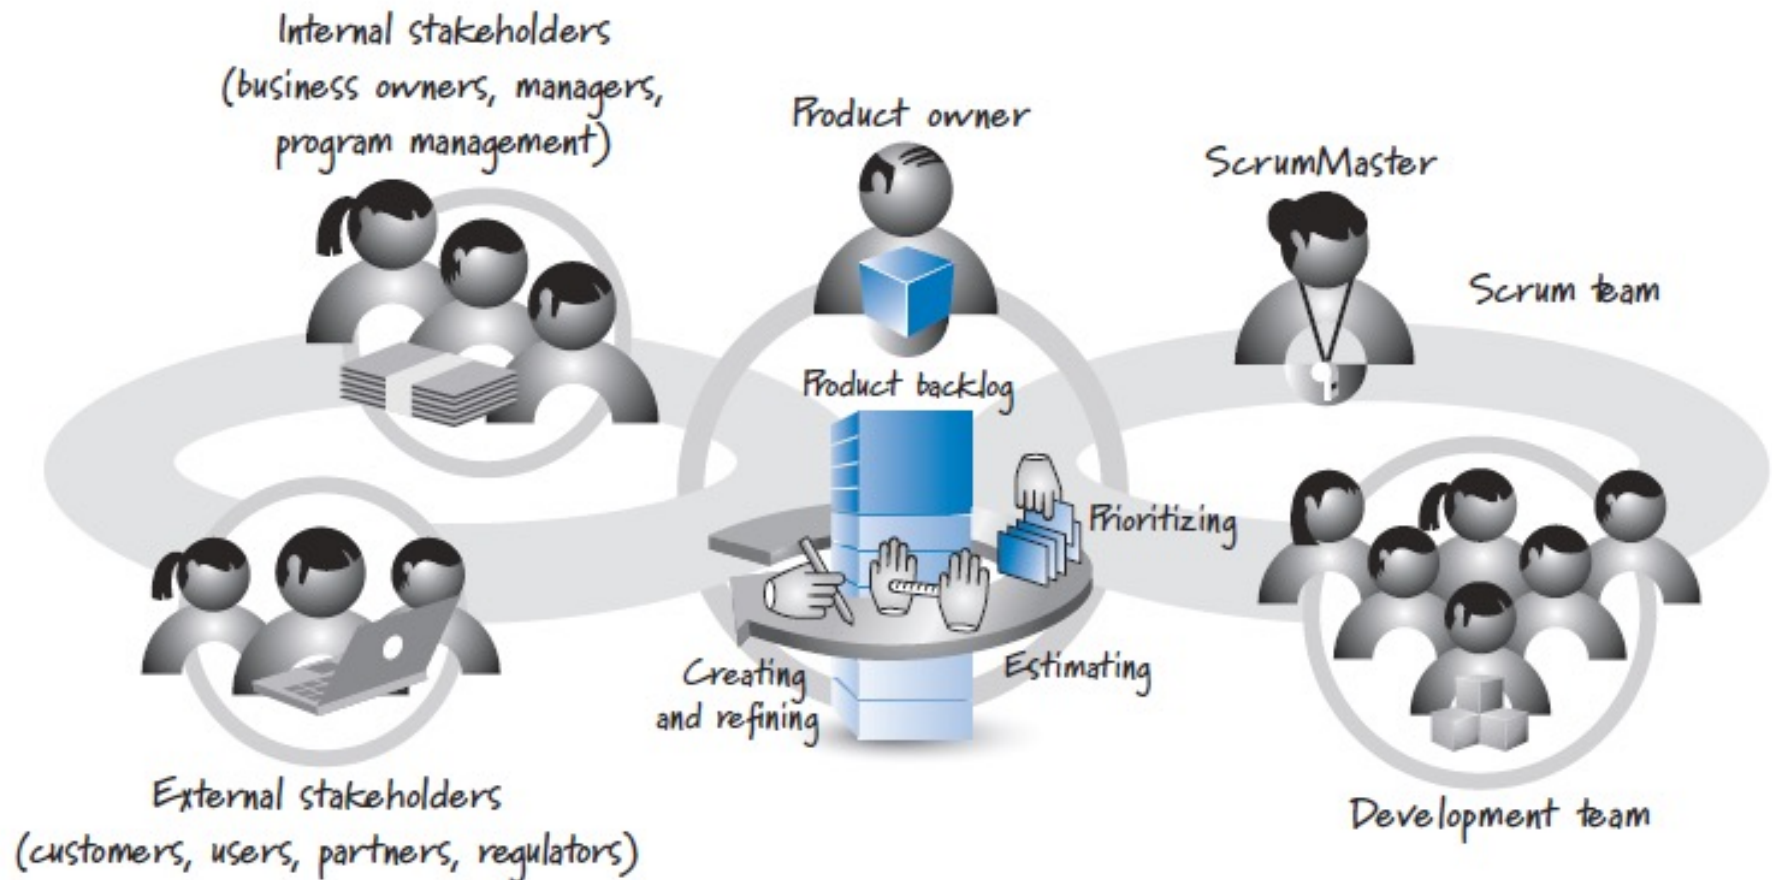 Internal stakeholders
(business owners, managers,
program management)
Product owner
ScrumMaster
Scrum team
Product backlog
Prioritizing
Estimating
Creating
and refining
External stakeholders
(customers, users, partners, regulators)
Development team